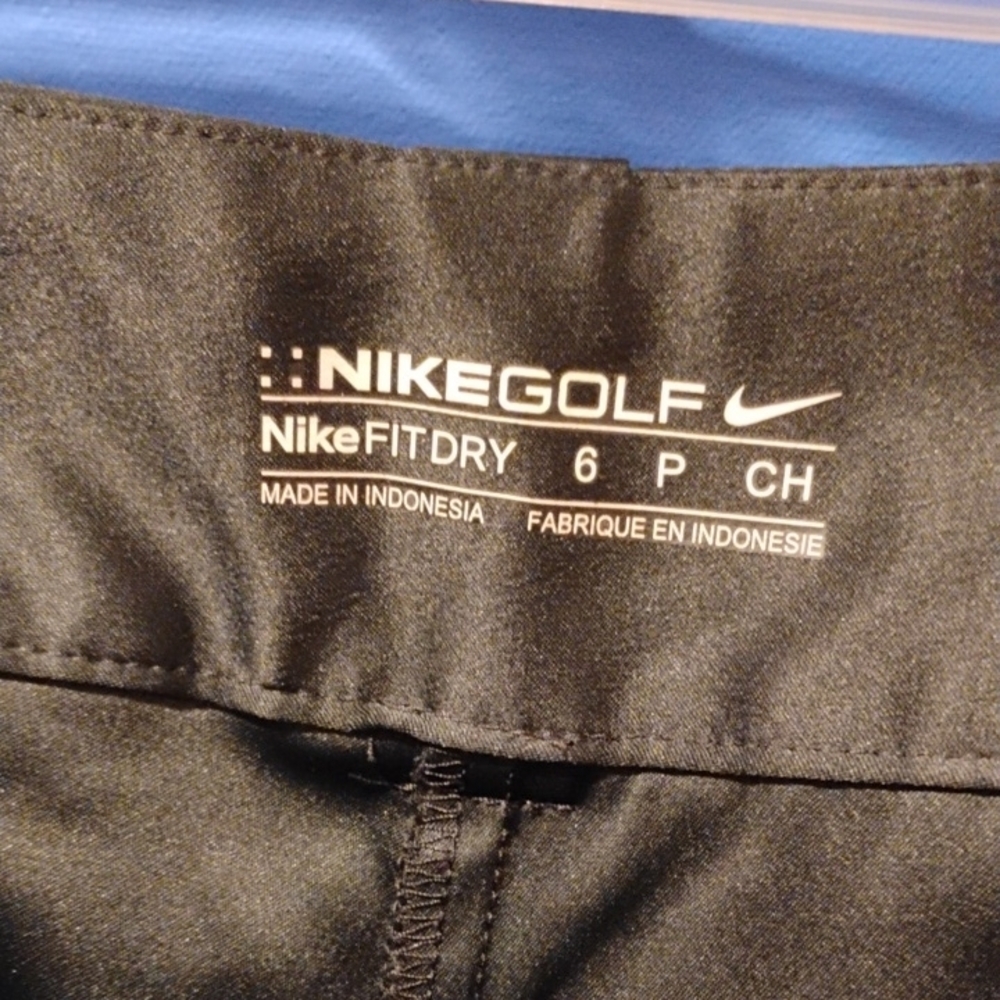 NIKEGOLF
NikeFITDRY 6 P CH
MADE IN INDONESIA FABRIQUE EN INDONESIE